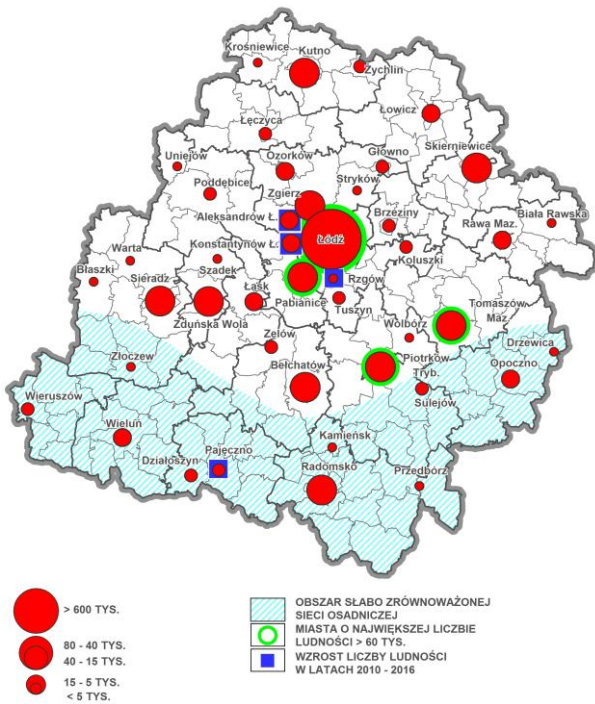 Krośniewice
Kutno
Żychlin
Łowicz
Łęczyca
Skierniewice
Uniejów
Ozorków
Główno
Poddębice
Zgierz
Stryków
Aleksandrów Ł.
Brzeziny
Biała Rawska
Łódź
Rawa Maz.
Warta
Konstantynów Ł.
Koluszki
Błaszki
Szadek
Rzgów
Sieradz
Łask
Pabianice
Tuszyn
Tomaszów
Maz.
Zduńska Wola
Wolbórz
Zelów
Drzewica
Złoczew
Piotrków
Tryb.
Bełchatów
Opoczno
Wieruszów
Sulejów
Wieluń
Kamieńsk
Pajęczno
Działoszyn
Radomsko
Przedbórz
> 600 TYS.
80 - 40 TYS.
40 - 15 TYS.
15 - 5 TYS.
< 5 TYS.
OBSZAR SŁABO ZRÓWNOWAŻONEJ
SIECI OSADNICZEJ
MIASTA O NAJWIĘKSZEJ LICZBIE
LUDNOŚCI > 60 TYS.
WZROST LICZBY LUDNOŚCI
W LATACH 2010 - 2016